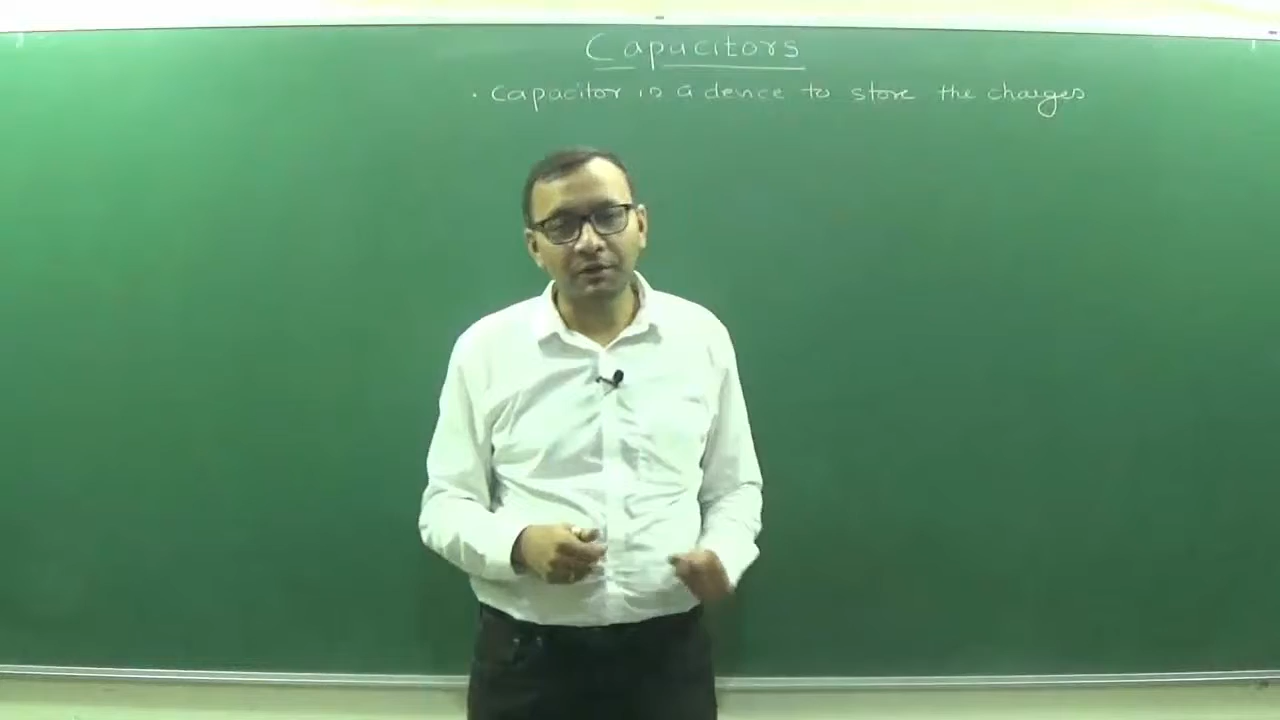 Capacitors
• Capacitor is a device to store the charges